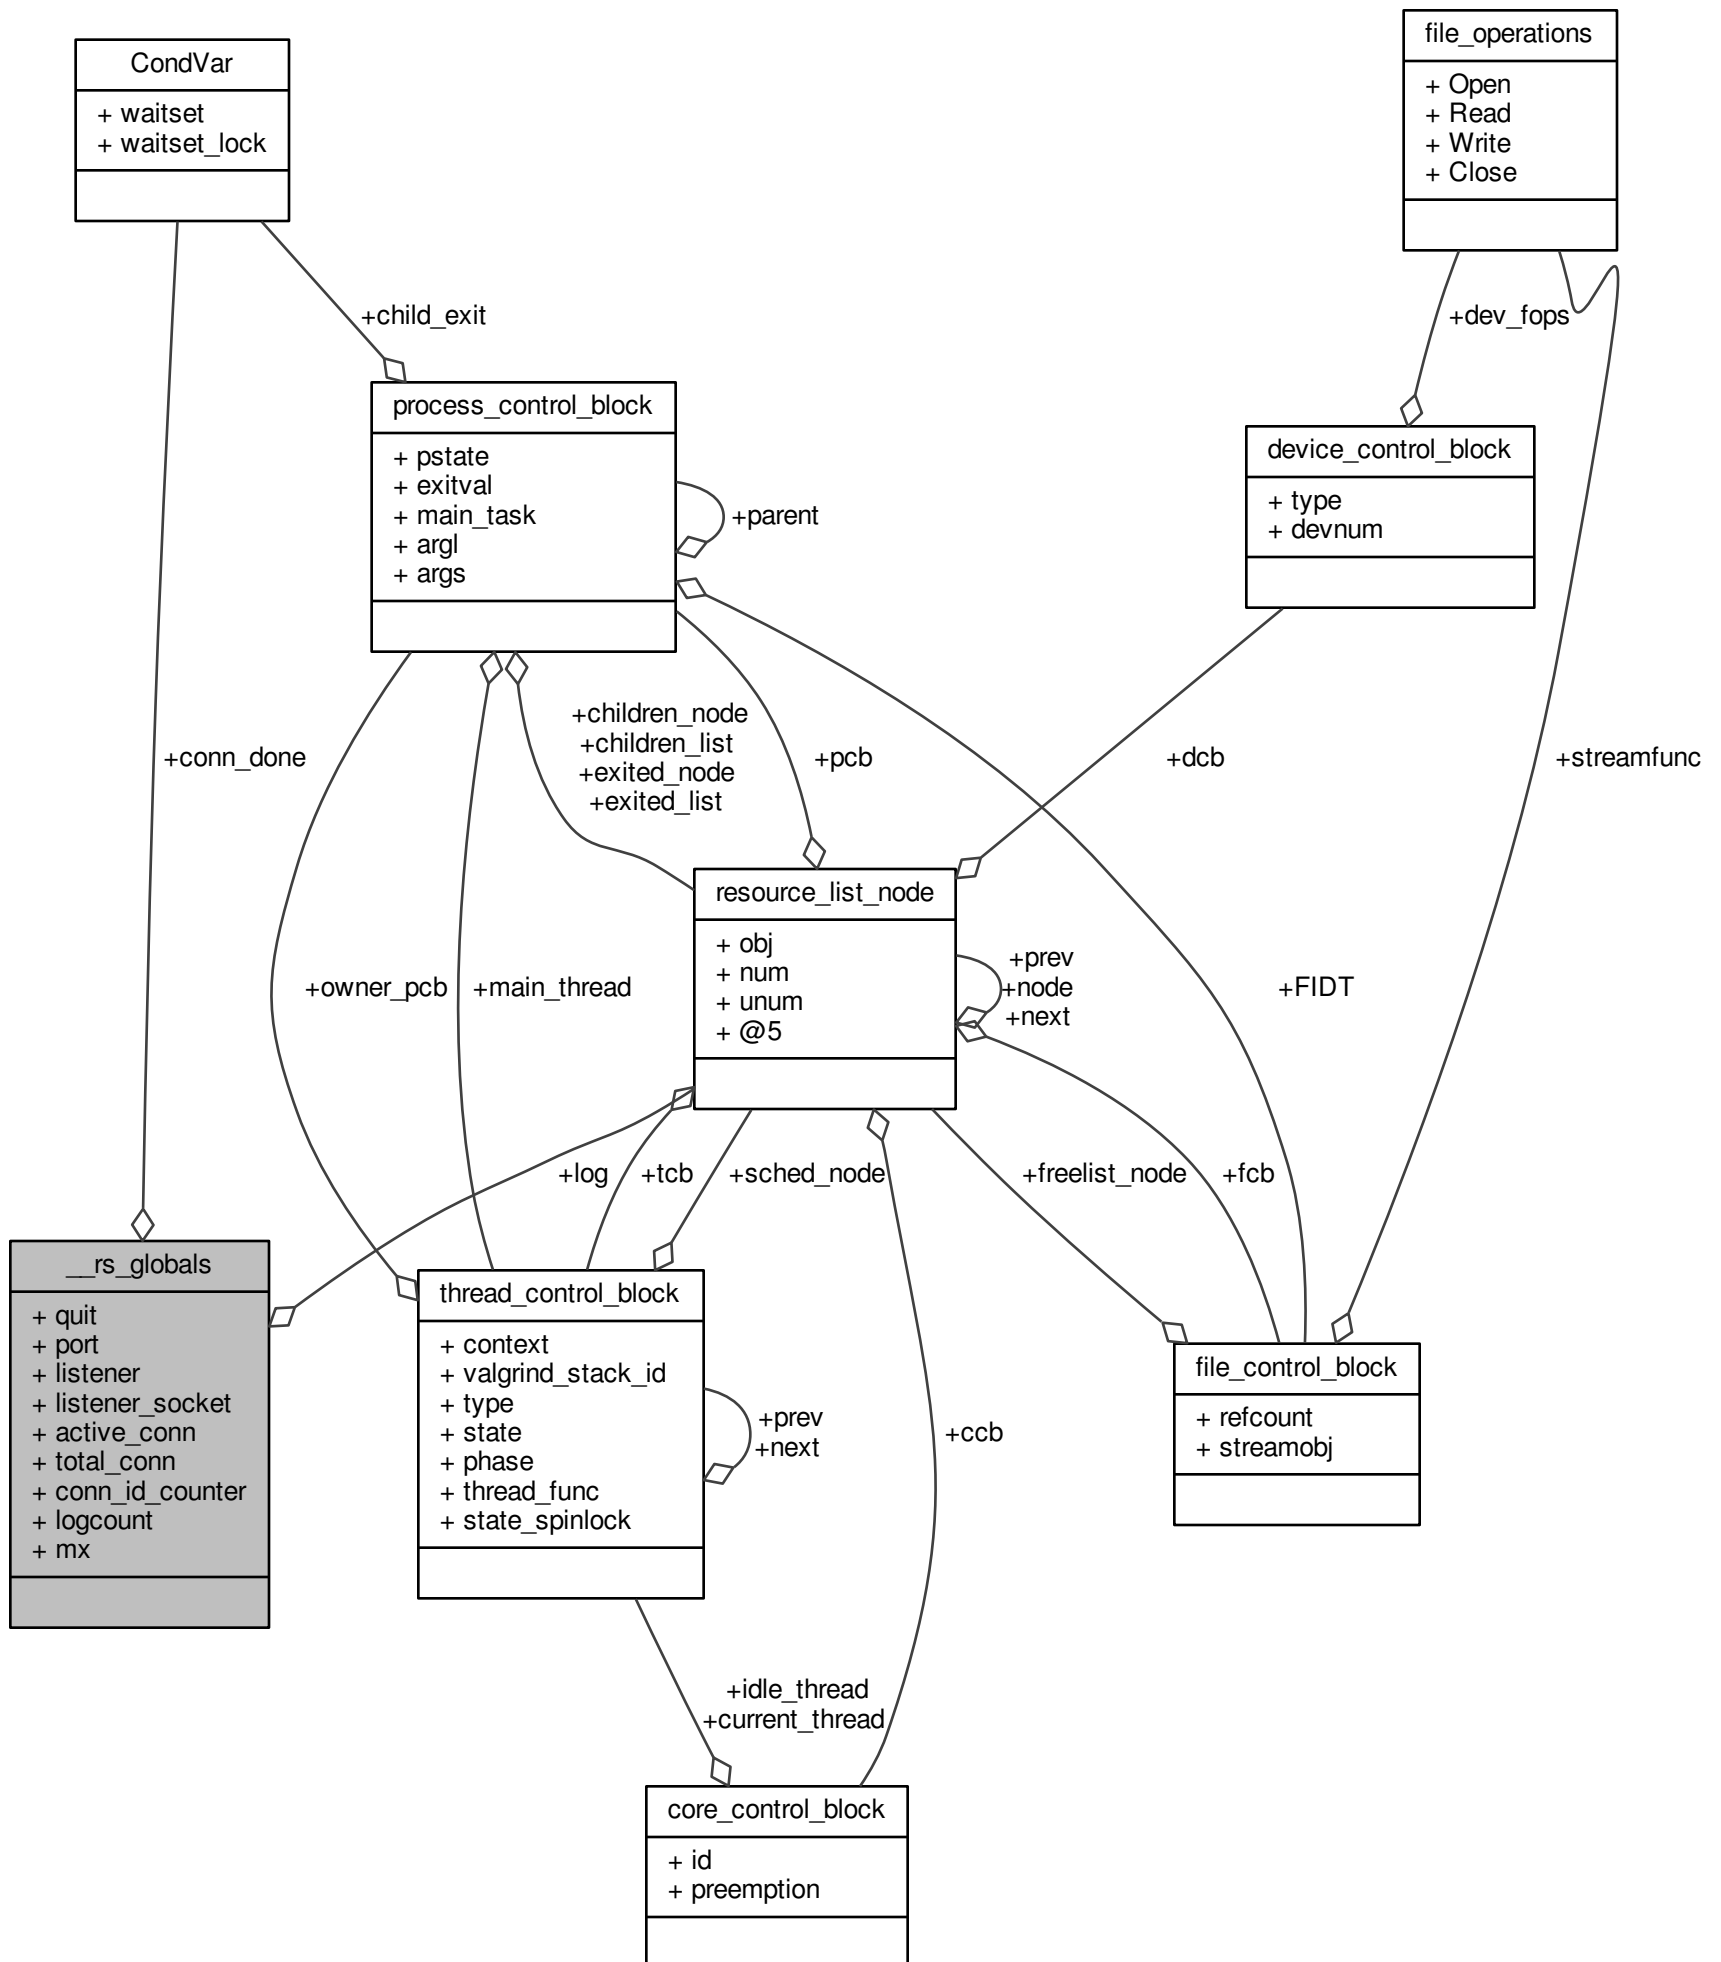 file_operations
+ Open
+ Read
+ Write
+ Close
CondVar
+ waitset
+ waitset_lock
+child_exit
+dev_fops
process_control_block
+ pstate
+ exitval
+ main_task
+ argl
+ args
+parent
device_control_block
+ type
+ devnum
+children_node
+children_list
+exited_node
+exited_list
+conn_done
+pcb
+dcb
+streamfunc
resource_list_node
+ obj
+ num
+ unum
+ @5
+prev
+node
+next
+owner_pcb
+main_thread
+FIDT
+log
+tcb
+sched_node
+freelist_node
+fcb
__rs_globals
+ quit
+ port
+ listener
+ listener_socket
+ active_conn
+ total_conn
+ conn_id_counter
+ logcount
+ mx
thread_control_block
+ context
+ valgrind_stack_id
+ type
+ state
+ phase
+ thread_func
+ state_spinlock
+prev
+next
+ccb
file_control_block
+ refcount
+ streamobj
+idle_thread
+current_thread
core_control_block
+ id
+ preemption